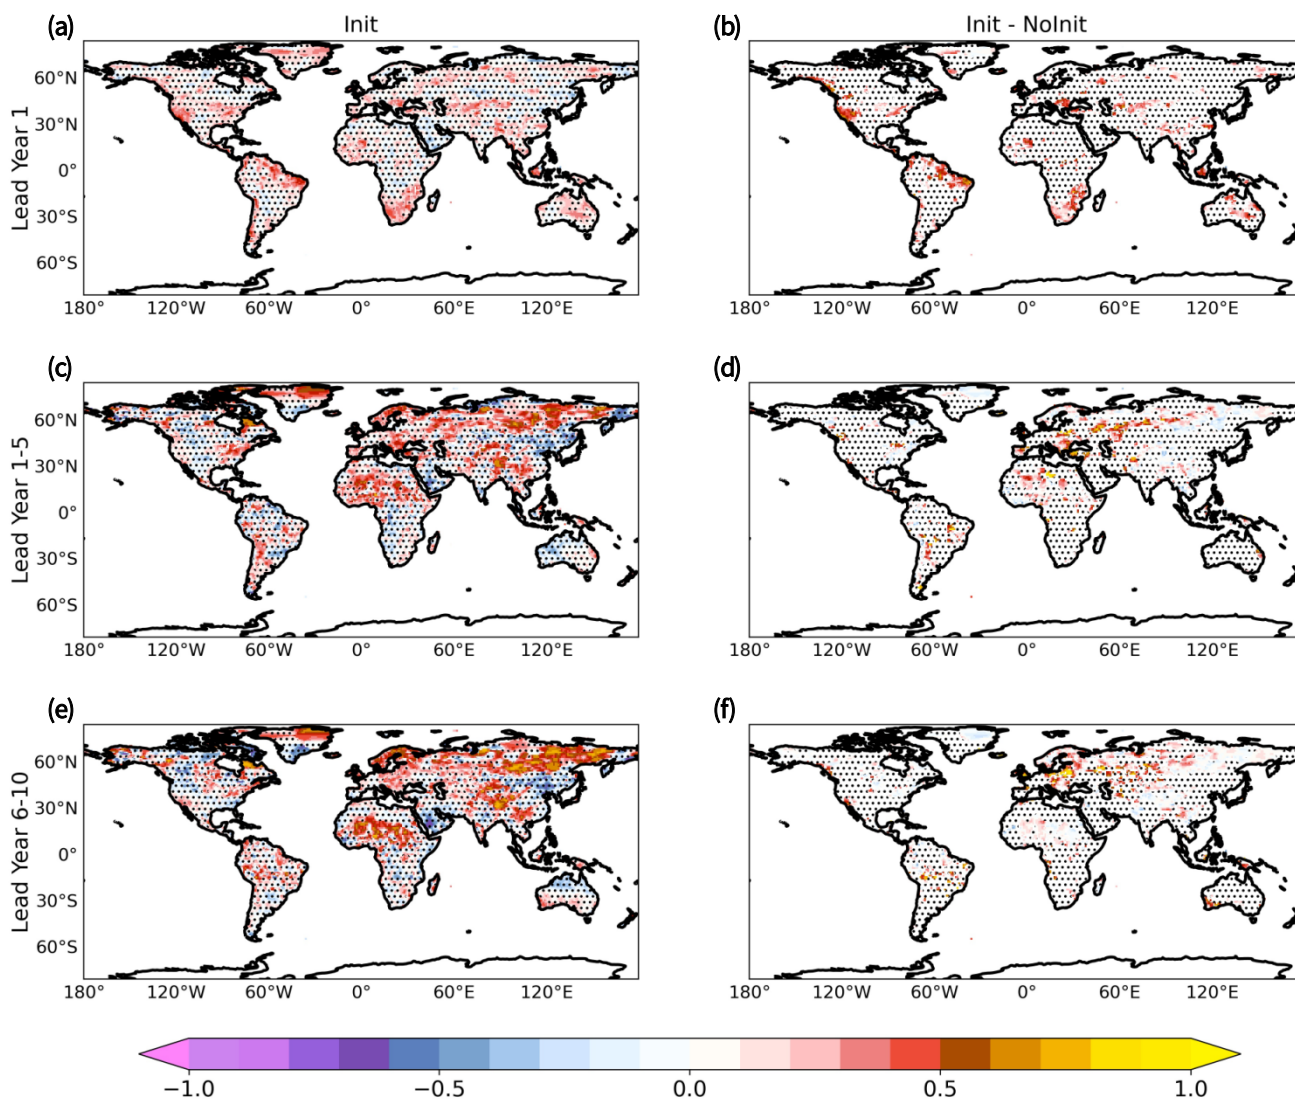 (a) Init (b) Init - NoInit
Lead Year 1
60°N
30°N
0°
30°S
60°S
180° 120°W 60°W 0° 60°E 120°E
180° 120°W 60°W 0° 60°E 120°E
(c) (d)
Lead Year 1-5
60°N
30°N
0°
30°S
60°S
180° 120°W 60°W 0° 60°E 120°E
180° 120°W 60°W 0° 60°E 120°E
(e) (f)
Lead Year 6-10
60°N
30°N
0°
30°S
60°S
180° 120°W 60°W 0° 60°E 120°E
180° 120°W 60°W 0° 60°E 120°E
−1.0 −0.5 0.0 0.5 1.0